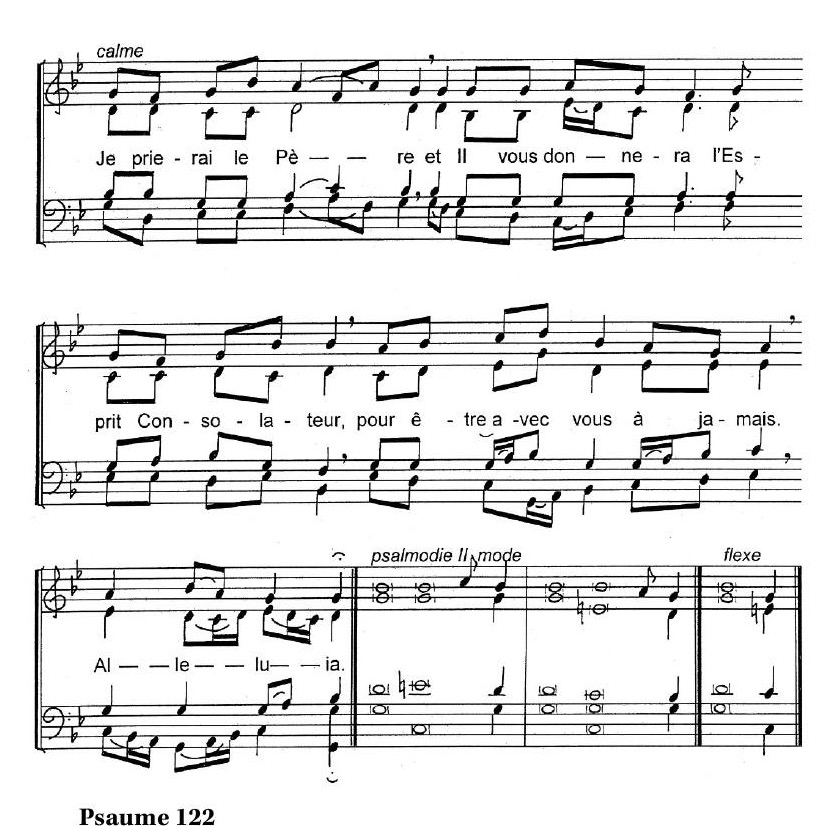 calme
Je prie - rai le Pè — — re et Il vous don — ne - ra l'Es -
prit Con - so - la - teur, pour ê - tre a -vec vous à ja - mais.
psalmodie II mode flexe
Al — — le — — lu — — ia.
Psaume 122